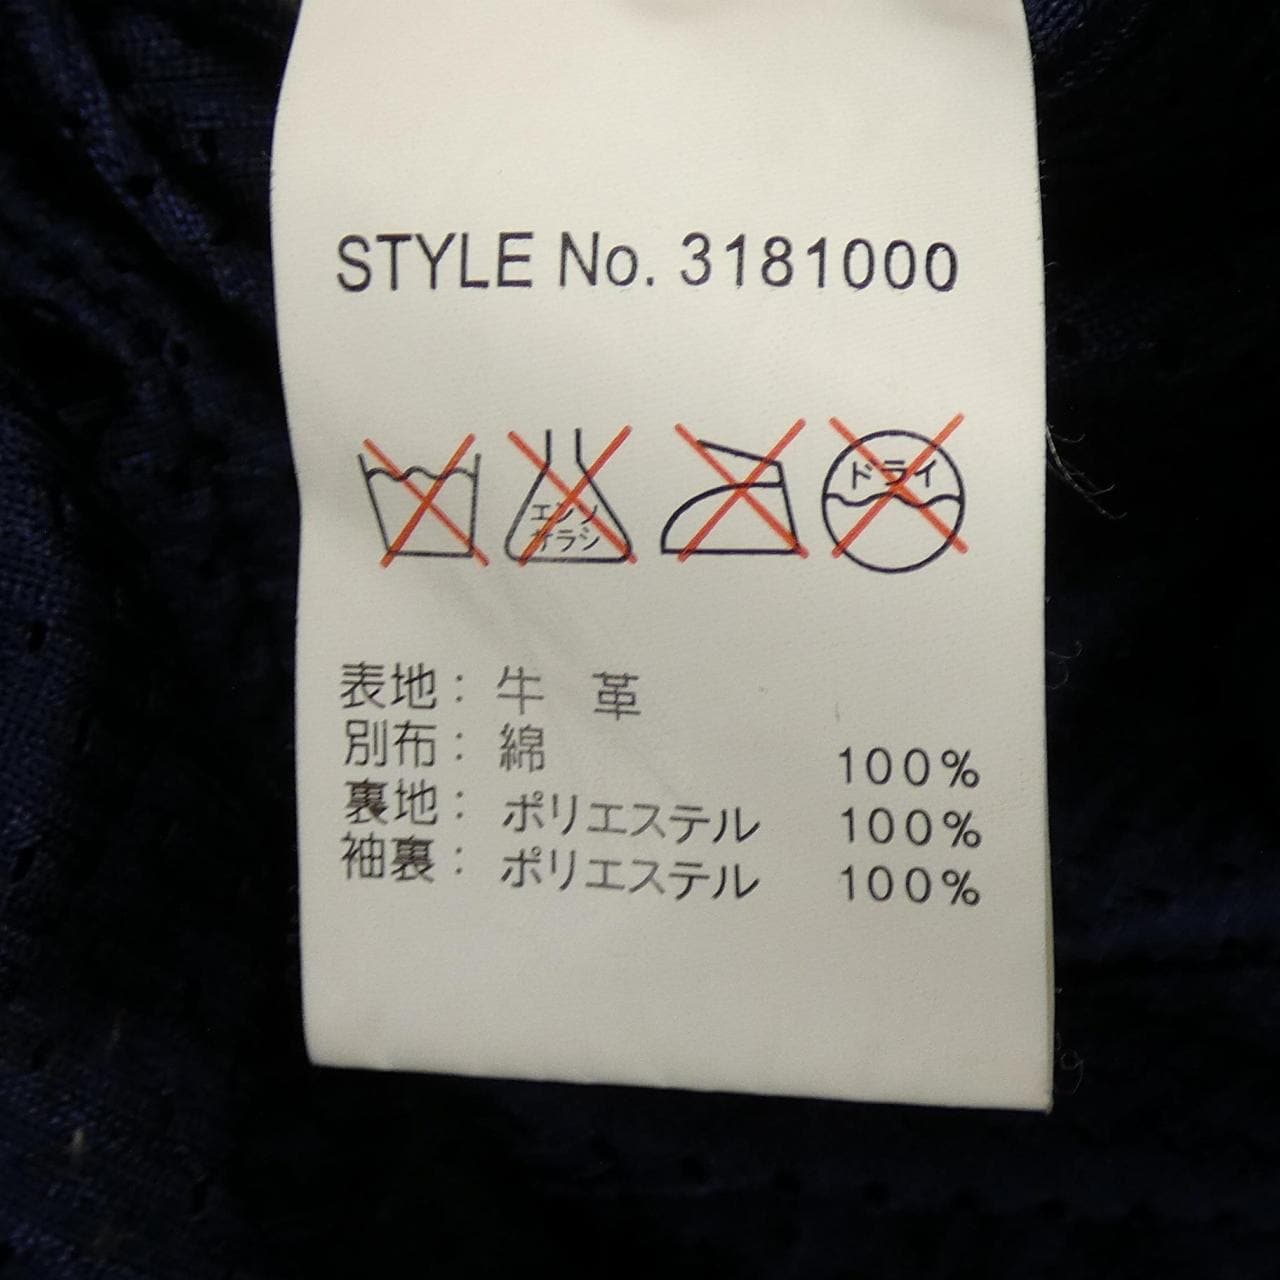 STYLE No. 3181000
エンソ
サラシ
ドライ
表地： 牛 革
別布： 綿 100%
裏地： ポリエステル 100%
袖裏： ポリエステル 100%